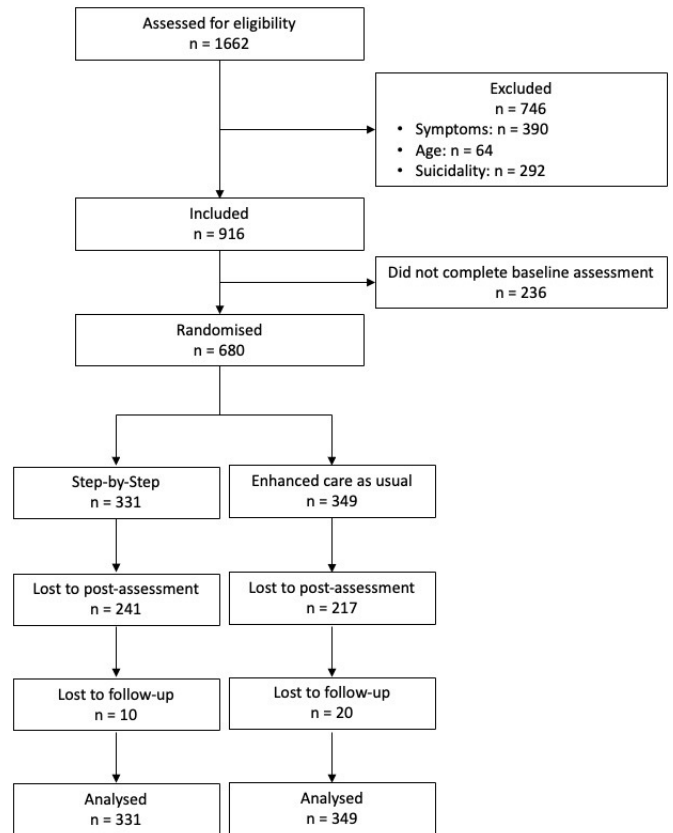 Assessed for eligibility
n = 1662
Excluded
n = 746
• Symptoms: n = 390
• Age: n = 64
• Suicidality: n = 292
Included
n = 916
Did not complete baseline assessment
n = 236
Randomised
n = 680
Step-by-Step
n = 331
Enhanced care as usual
n = 349
Lost to post-assessment
n = 241
Lost to post-assessment
n = 217
Lost to follow-up
n = 10
Lost to follow-up
n = 20
Analysed
n = 331
Analysed
n = 349